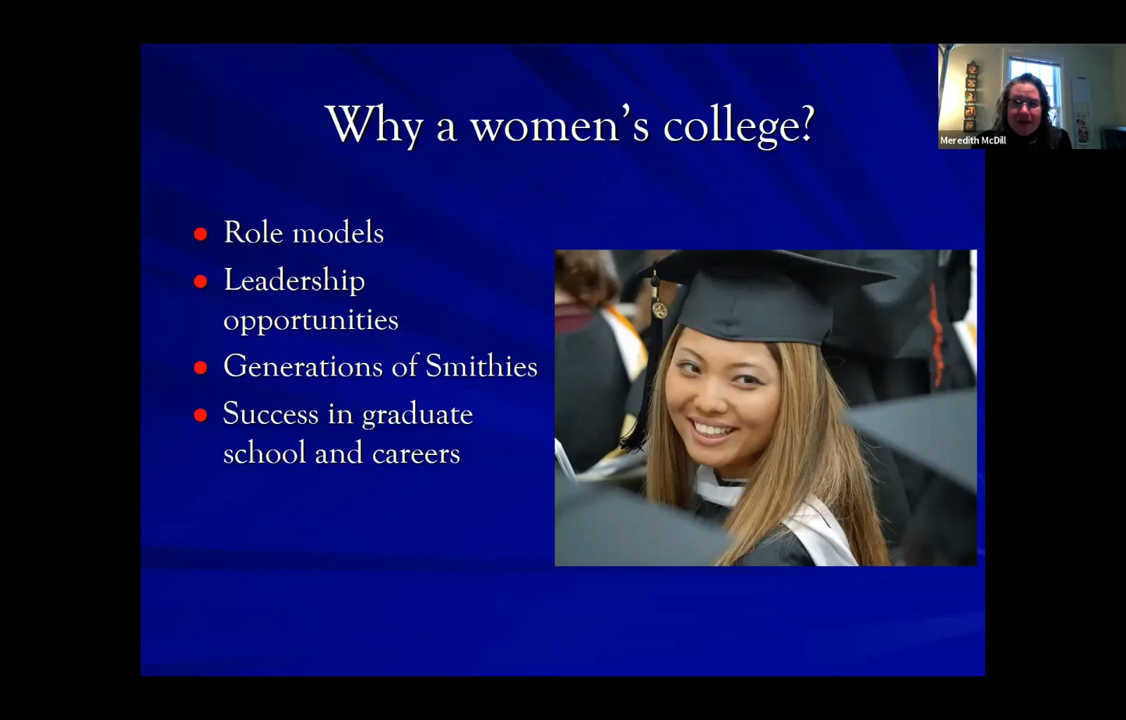 Why a women's college?
Meredith McDill
Role models
Leadership
opportunities
Generations of Smithies
Success in graduate
school and careers